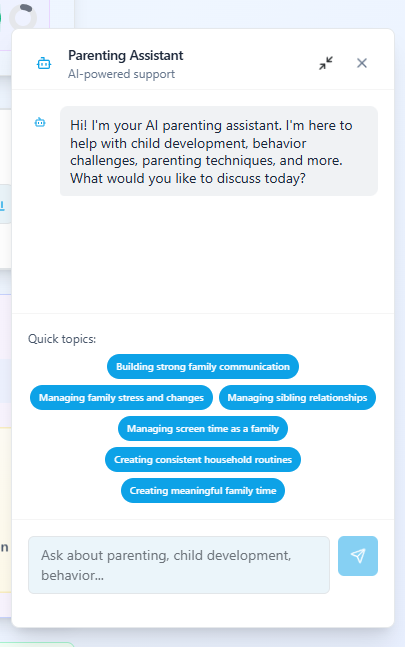 Parenting Assistant
AI-powered support
Hi! I'm your AI parenting assistant. I'm here to
help with child development, behavior
challenges, parenting techniques, and more.
What would you like to discuss today?
Quick topics:
Building strong family communication
Managing family stress and changes
Managing sibling relationships
Managing screen time as a family
Creating consistent household routines
Creating meaningful family time
Ask about parenting, child development,
behavior...